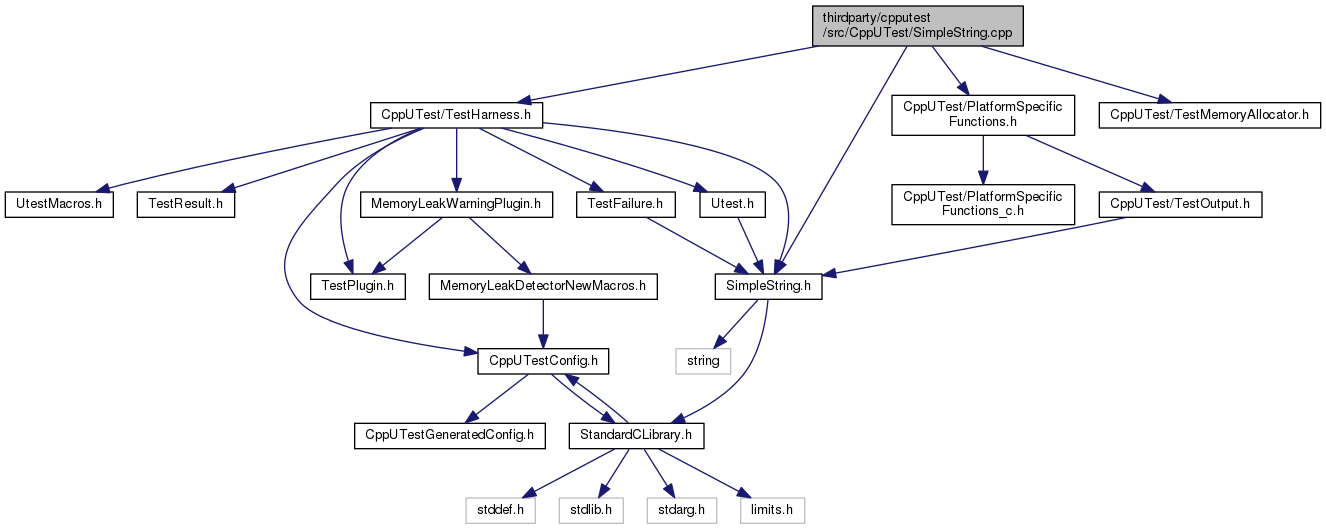 thirdparty/cpputest
/src/CppUTest/SimpleString.cpp
CppUTest/TestHarness.h
CppUTest/PlatformSpecific
Functions.h
CppUTest/TestMemoryAllocator.h
UtestMacros.h
TestResult.h
MemoryLeakWarningPlugin.h
TestFailure.h
Utest.h
CppUTest/PlatformSpecific
Functions_c.h
CppUTest/TestOutput.h
TestPlugin.h
MemoryLeakDetectorNewMacros.h
SimpleString.h
CppUTestConfig.h
string
CppUTestGeneratedConfig.h
StandardCLibrary.h
stddef.h
stdlib.h
stdarg.h
limits.h